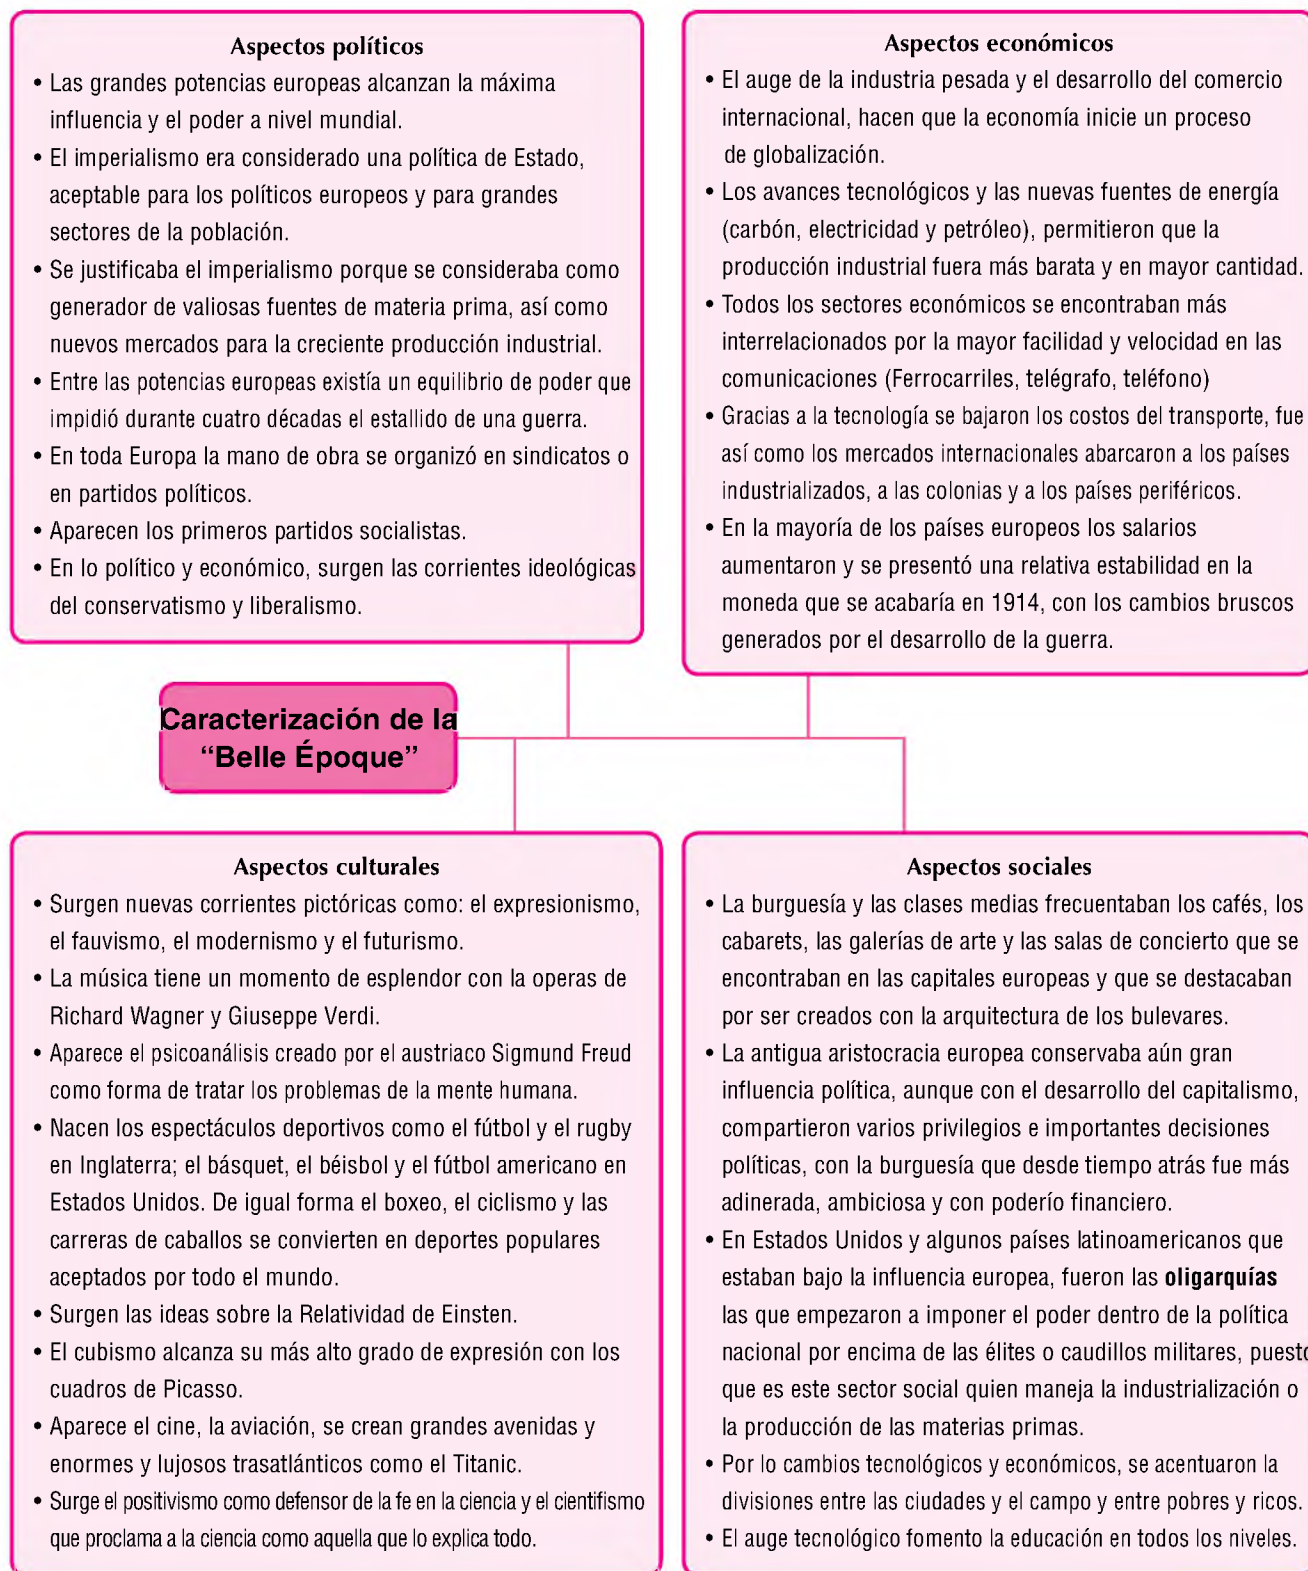 Aspectos políticos
• Las grandes potencias europeas alcanzan la máxima
influencia y el poder a nivel mundial.
• El imperialismo era considerado una política de Estado,
aceptable para los políticos europeos y para grandes
sectores de la población.
• Se justificaba el imperialismo porque se consideraba como
generador de valiosas fuentes de materia prima, así como
nuevos mercados para la creciente producción industrial.
• Entre las potencias europeas existía un equilibrio de poder que
impidió durante cuatro décadas el estallido de una guerra.
• En toda Europa la mano de obra se organizó en sindicatos o
en partidos políticos.
• Aparecen los primeros partidos socialistas.
• En lo político y económico, surgen las corrientes ideológicas
del conservatismo y liberalismo.
Aspectos económicos
• El auge de la industria pesada y el desarrollo del comercio
internacional, hacen que la economía inicie un proceso
de globalización.
• Los avances tecnológicos y las nuevas fuentes de energía
(carbón, electricidad y petróleo), permitieron que la
producción industrial fuera más barata y en mayor cantidad.
• Todos los sectores económicos se encontraban más
interrelacionados por la mayor facilidad y velocidad en las
comunicaciones (Ferrocarriles, telégrafo, teléfono)
• Gracias a la tecnología se bajaron los costos del transporte, fue
así como los mercados internacionales abarcaron a los países
industrializados, a las colonias y a los países periféricos.
• En la mayoría de los países europeos los salarios
aumentaron y se presentó una relativa estabilidad en la
moneda que se acabaría en 1914, con los cambios bruscos
generados por el desarrollo de la guerra.
Caracterización de la
“Belle Époque”
Aspectos culturales
• Surgen nuevas corrientes pictóricas como: el expresionismo,
el fauvismo, el modernismo y el futurismo.
• La música tiene un momento de esplendor con la operas de
Richard Wagner y Giuseppe Verdi.
• Aparece el psicoanálisis creado por el austriaco Sigmund Freud
como forma de tratar los problemas de la mente humana.
• Nacen los espectáculos deportivos como el fútbol y el rugby
en Inglaterra; el básquet, el béisbol y el fútbol americano en
Estados Unidos. De igual forma el boxeo, el ciclismo y las
carreras de caballos se convierten en deportes populares
aceptados por todo el mundo.
• Surgen las ideas sobre la Relatividad de Einsten.
• El cubismo alcanza su más alto grado de expresión con los
cuadros de Picasso.
• Aparece el cine, la aviación, se crean grandes avenidas y
enormes y lujosos trasatlánticos como el Titanic.
• Surge el positivismo como defensor de la fe en la ciencia y el cientifismo
que proclama a la ciencia como aquella que lo explica todo.
Aspectos sociales
• La burguesía y las clases medias frecuentaban los cafés, los
cabarets, las galerías de arte y las salas de concierto que se
encontraban en las capitales europeas y que se destacaban
por ser creados con la arquitectura de los bulevares.
• La antigua aristocracia europea conservaba aún gran
influencia política, aunque con el desarrollo del capitalismo,
compartieron varios privilegios e importantes decisiones
políticas, con la burguesía que desde tiempo atrás fue más
adinerada, ambiciosa y con poderío financiero.
• En Estados Unidos y algunos países latinoamericanos que
estaban bajo la influencia europea, fueron las oligarquías
las que empezaron a imponer el poder dentro de la política
nacional por encima de las élites o caudillos militares, puesto
que es este sector social quien maneja la industrialización o
la producción de las materias primas.
• Por lo cambios tecnológicos y económicos, se acentuaron la
divisiones entre las ciudades y el campo y entre pobres y ricos.
• El auge tecnológico fomento la educación en todos los niveles.